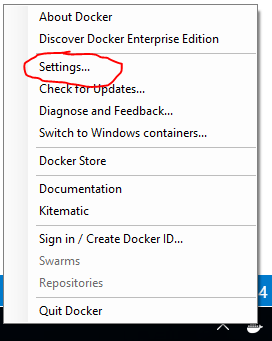 About Docker
Discover Docker Enterprise Edition
Settings...
Check for Updates...
Diagnose and Feedback...
Switch to Windows containers...
Docker Store
Documentation
Kitematic
Sign in / Create Docker ID...
Swarms
Repositories
Quit Docker
4